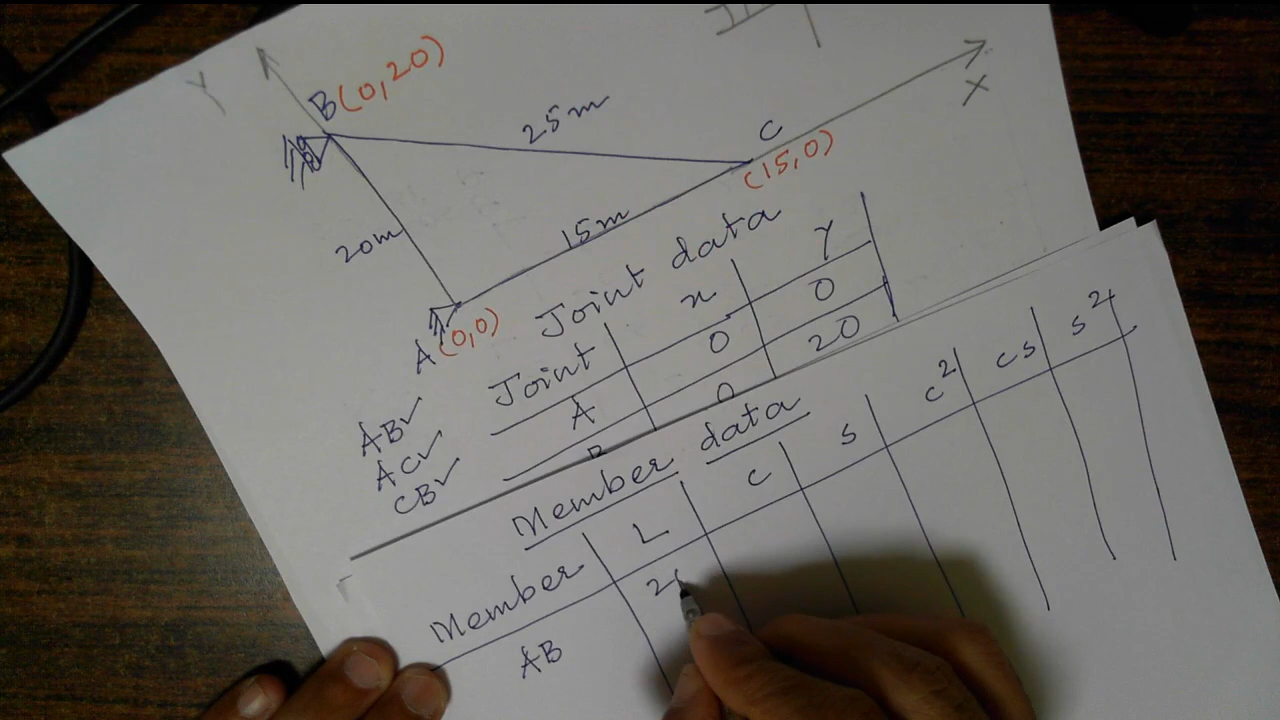 Y
B(0,20)
25m
C
X
(15,0)
20m
15m
A(0,0)
Joint data
Joint x Y
A 0 0
B 0 20
AB✓
AC✓
CB✓
Member data
Member L C S C² CS S²
AB